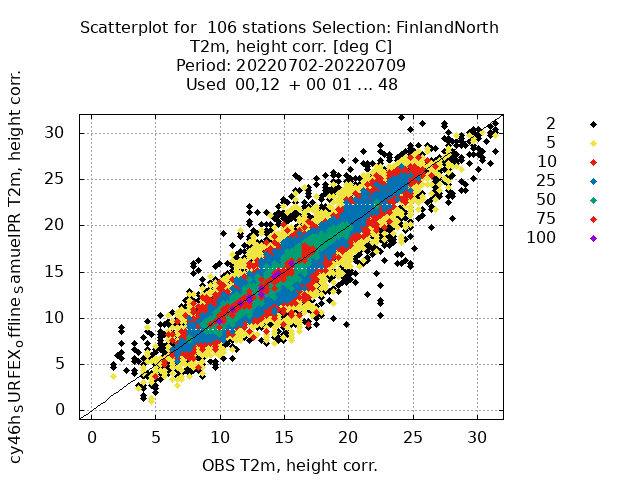 Scatterplot for 106 stations Selection: FinlandNorth
T2m, height corr. [deg C]
Period: 20220702-20220709
Used 00,12 + 00 01 ... 48
cy46h_SURFEX_offline_samuelPR T2m, height corr.
30
25
20
15
10
5
0
0 5 10 15 20 25 30
OBS T2m, height corr.
2
5
10
25
50
75
100